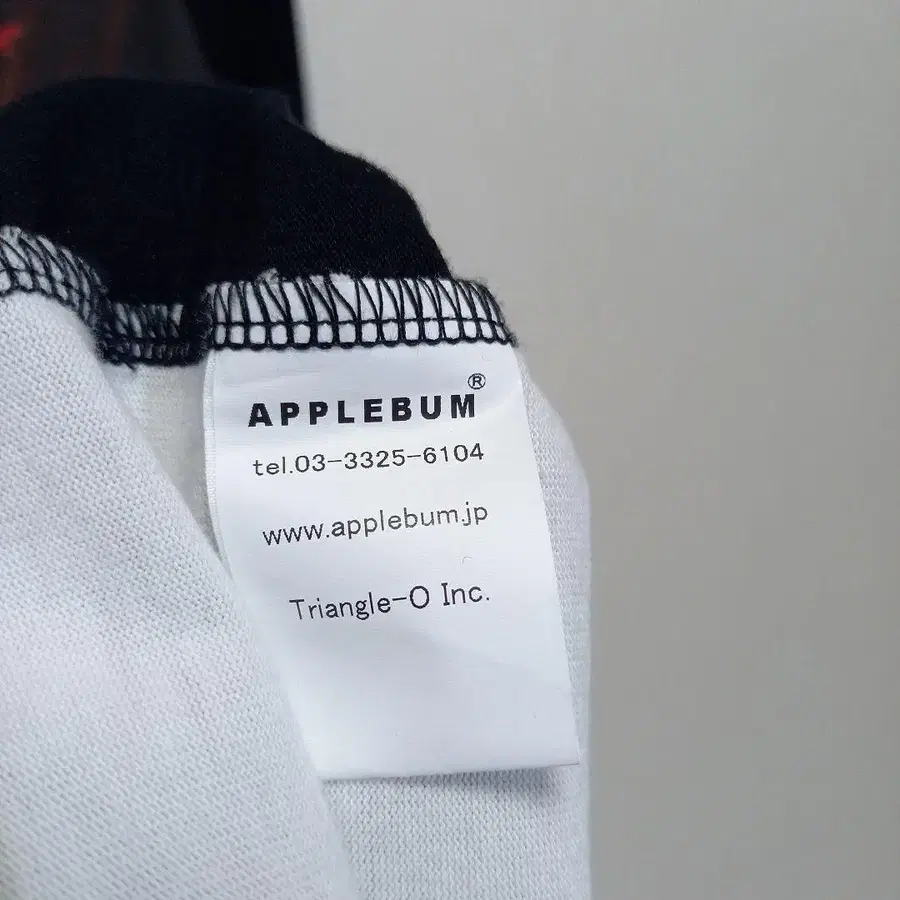 APPLEBUM®
tel.03-3325-6104
www.applebum.jp
Triangle-O Inc.